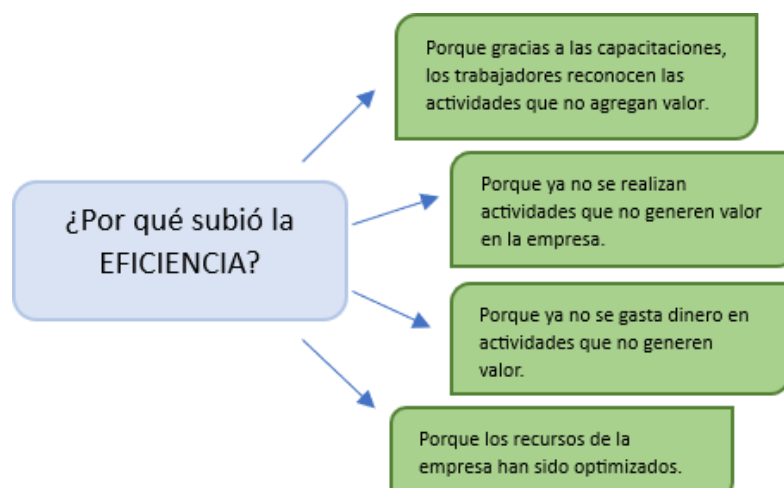 Porque gracias a las capacitaciones,
los trabajadores reconocen las
actividades que no agregan valor.
¿Por qué subió la
EFICIENCIA?
Porque ya no se realizan
actividades que no generen valor
en la empresa.
Porque ya no se gasta dinero en
actividades que no generen
valor.
Porque los recursos de la
empresa han sido optimizados.